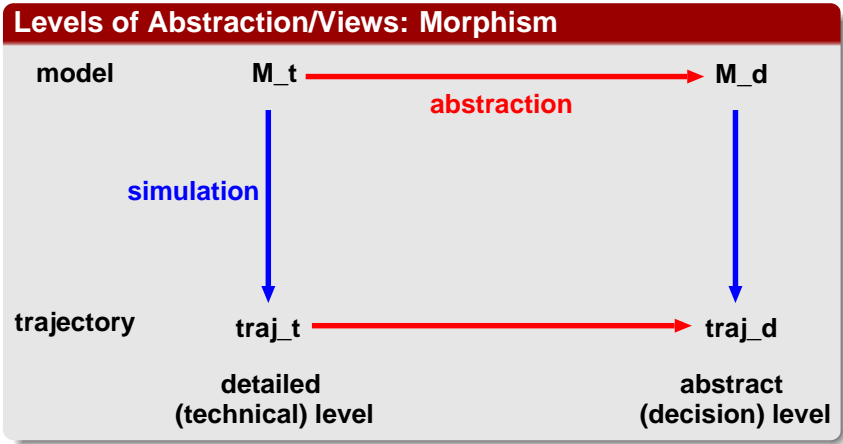 Levels of Abstraction/Views: Morphism
model M_t M_d
abstraction
simulation
trajectory traj_t traj_d
detailed abstract
(technical) level (decision) level